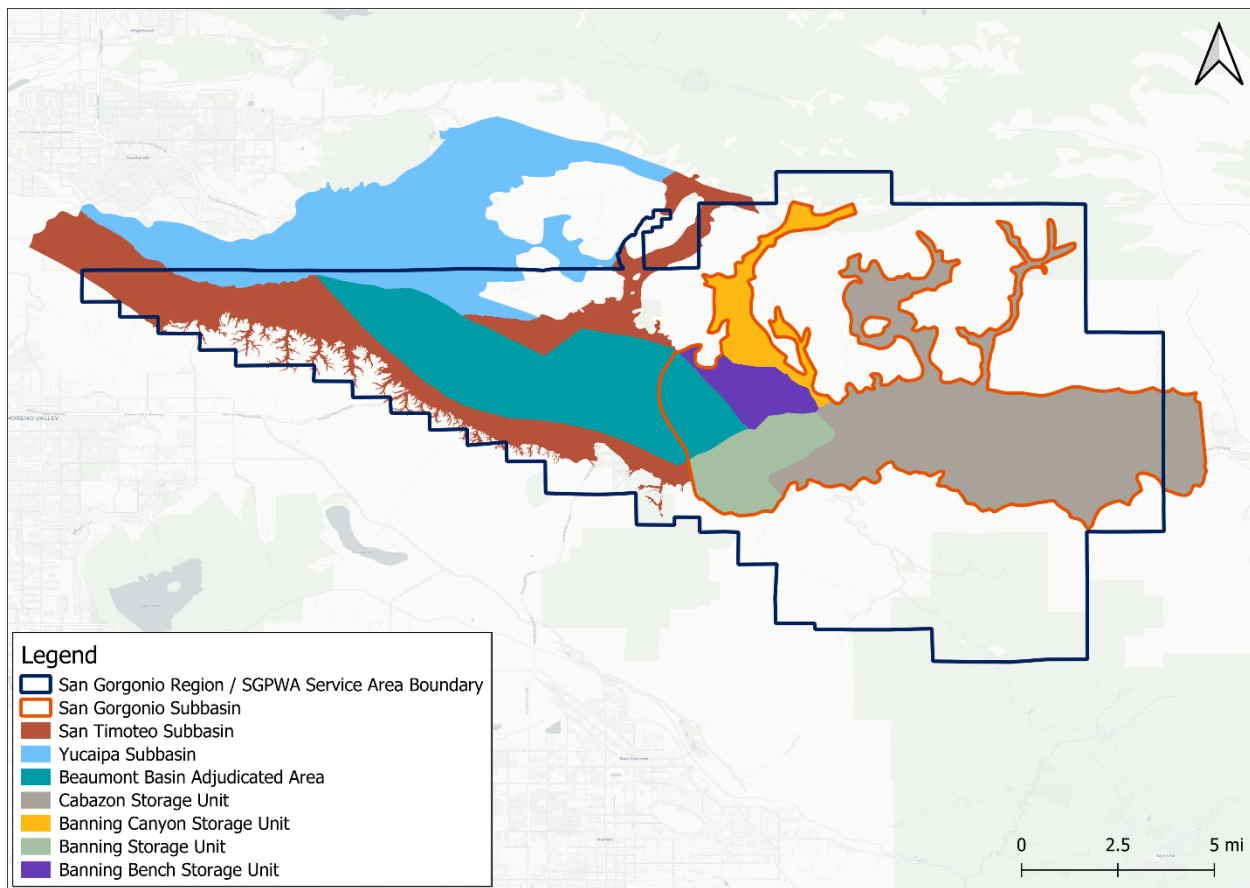 Highland
Redlands
MORENO VALLEY
Legend
San Gorgonio Region / SGPWA Service Area Boundary
San Gorgonio Subbasin
San Timoteo Subbasin
Yucaipa Subbasin
Beaumont Basin Adjudicated Area
Cabazon Storage Unit
Banning Canyon Storage Unit
Banning Storage Unit
Banning Bench Storage Unit
0 2.5 5 mi